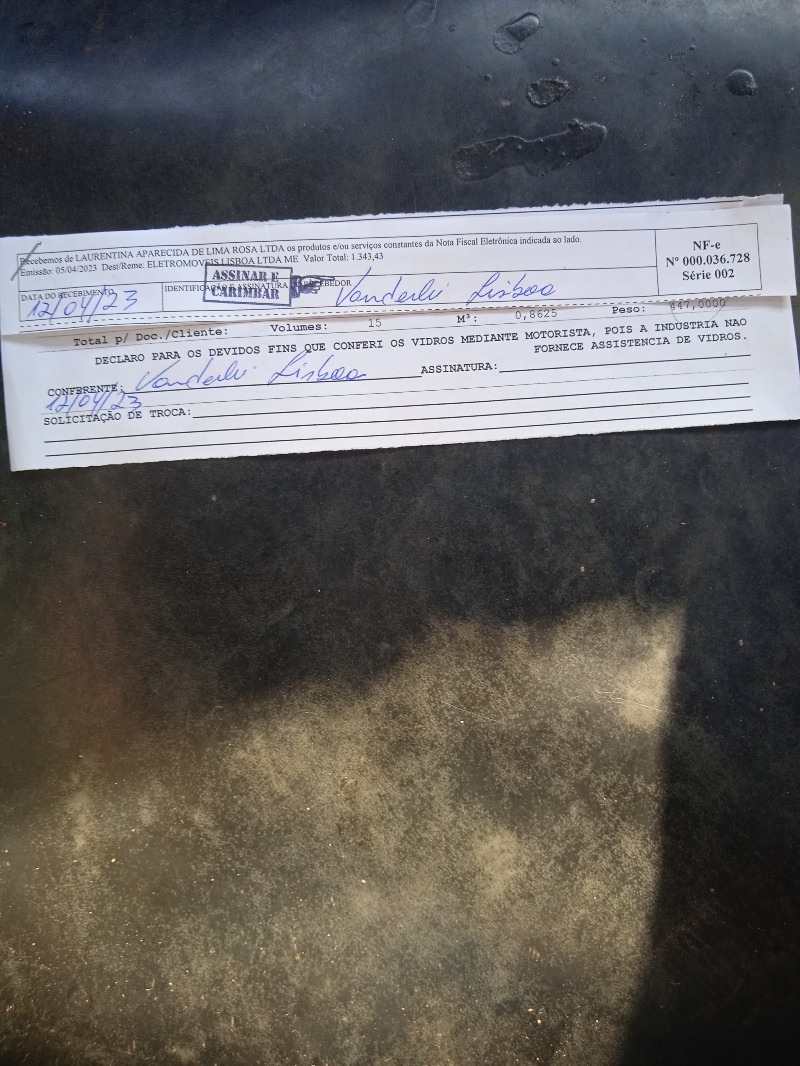 Recebemos de LAURENTINA APARECIDA DE LIMA ROSA LTDA os produtos e/ou serviços constantes da Nota Fiscal Eletrônica indicada ao lado.
Emissão: 05/04/2023 Dest/Reme: ELETROMOVEIS LISBOA LTDA ME Valor Total: 1.343,43
NF-e
Nº 000.036.728
Série 002
DATA DO RECEBIMENTO
12/04/23
IDENTIFICAÇÃO E ASSINATURA DO RECEBEDOR
ASSINAR E
CARIMBAR
Vanderlei Lisboa
Total p/ Doc./Cliente: Volumes: 15 M³: 0,8625 Peso: 847,0000
DECLARO PARA OS DEVIDOS FINS QUE CONFERI OS VIDROS MEDIANTE MOTORISTA, POIS A INDUSTRIA NAO
FORNECE ASSISTENCIA DE VIDROS.
CONFERENTE: Vanderlei Lisboa ASSINATURA:
12/04/23
SOLICITAÇÃO DE TROCA: